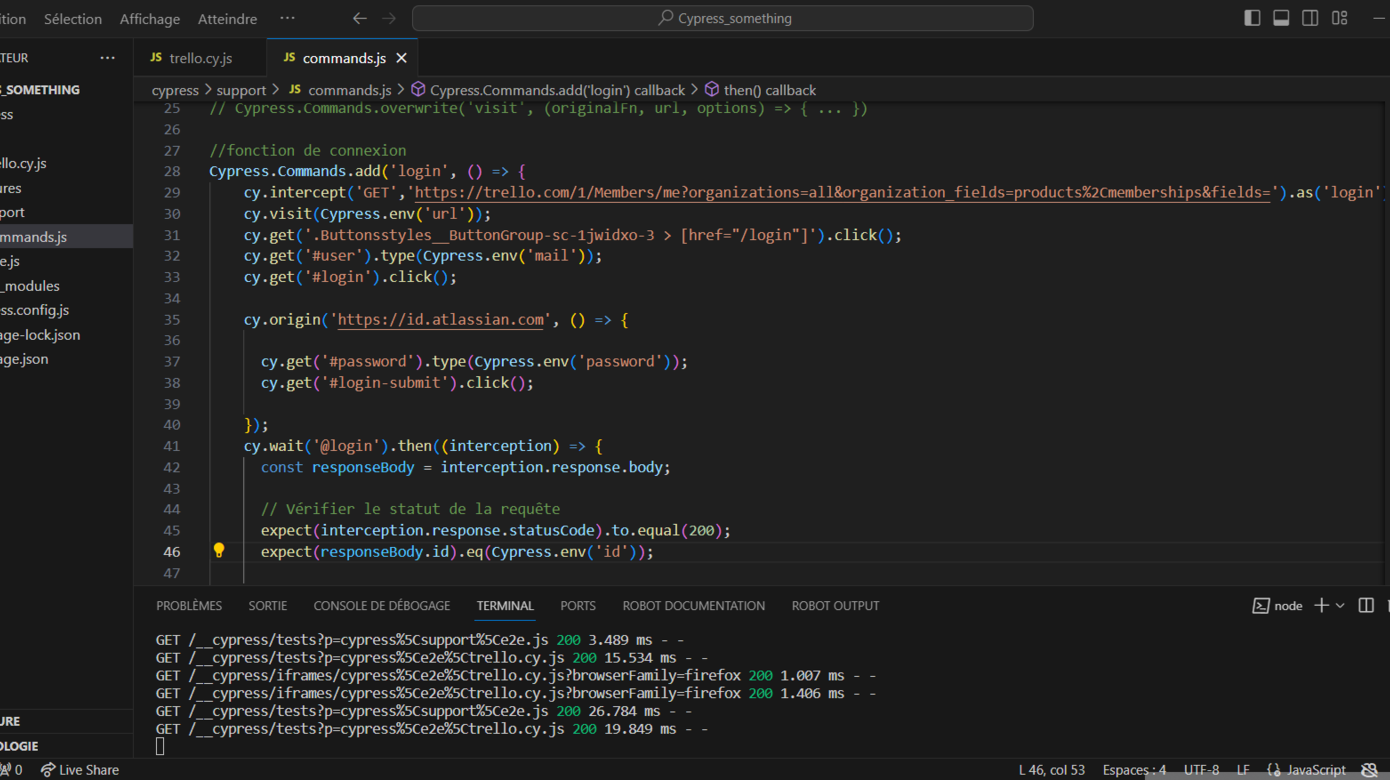 ition Sélection Affichage Atteindre ··· Cypress_something
ATEUR ···
JS trello.cy.js JS commands.js
S_SOMETHING
ess
llo.cy.js
ures
port
mmands.js
e.js
_modules
ess.config.js
age-lock.json
age.json
URE
OLOGIE
cypress > support > JS commands.js > Cypress.Commands.add('login') callback > then() callback
25 // Cypress.Commands.overwrite('visit', (originalFn, url, options) => { ... })
26
27 //fonction de connexion
28 Cypress.Commands.add('login', () => {
29 cy.intercept('GET','https://trello.com/1/Members/me?organizations=all&organization_fields=products%2Cmemberships&fields=').as('login'
30 cy.visit(Cypress.env('url'));
31 cy.get('.Buttonsstyles__ButtonGroup-sc-1jwidxo-3 > [href="/login"]').click();
32 cy.get('#user').type(Cypress.env('mail'));
33 cy.get('#login').click();
34
35 cy.origin('https://id.atlassian.com', () => {
36
37 cy.get('#password').type(Cypress.env('password'));
38 cy.get('#login-submit').click();
39
40 });
41 cy.wait('@login').then((interception) => {
42 const responseBody = interception.response.body;
43
44 // Vérifier le statut de la requête
45 expect(interception.response.statusCode).to.equal(200);
46 expect(responseBody.id).eq(Cypress.env('id'));
47
PROBLÈMES SORTIE CONSOLE DE DÉBOGAGE TERMINAL PORTS ROBOT DOCUMENTATION ROBOT OUTPUT node
GET /__cypress/tests?p=cypress%5Csupport%5Ce2e.js 200 3.489 ms - -
GET /__cypress/tests?p=cypress%5Ce2e%5Ctrello.cy.js 200 15.534 ms - -
GET /__cypress/iframes/cypress%5Ce2e%5Ctrello.cy.js?browserFamily=firefox 200 1.007 ms - -
GET /__cypress/iframes/cypress%5Ce2e%5Ctrello.cy.js?browserFamily=firefox 200 1.406 ms - -
GET /__cypress/tests?p=cypress%5Csupport%5Ce2e.js 200 26.784 ms - -
GET /__cypress/tests?p=cypress%5Ce2e%5Ctrello.cy.js 200 19.849 ms - -
0 Live Share L 46, col 53 Espaces : 4 UTF-8 LF {} JavaScript